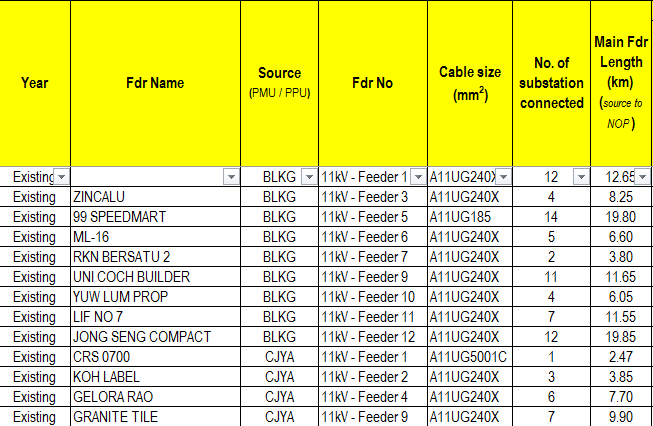 Year Fdr Name Source (PMU / PPU) Fdr No Cable size (mm2) No. of substation connected Main Fdr Length (km) (source to NOP)
Existing BLKG 11kV - Feeder 1 A11UG240X 12 12.65
Existing ZINCALU BLKG 11kV - Feeder 3 A11UG240X 4 8.25
Existing 99 SPEEDMART BLKG 11kV - Feeder 5 A11UG185 14 19.80
Existing ML-16 BLKG 11kV - Feeder 6 A11UG240X 5 6.60
Existing RKN BERSATU 2 BLKG 11kV - Feeder 7 A11UG240X 2 3.80
Existing UNI COCH BUILDER BLKG 11kV - Feeder 9 A11UG240X 11 11.65
Existing YUW LUM PROP BLKG 11kV - Feeder 10 A11UG240X 4 6.05
Existing LIF NO 7 BLKG 11kV - Feeder 11 A11UG240X 7 11.55
Existing JONG SENG COMPACT BLKG 11kV - Feeder 12 A11UG240X 12 19.85
Existing CRS 0700 CJYA 11kV - Feeder 1 A11UG5001C 1 2.47
Existing KOH LABEL CJYA 11kV - Feeder 2 A11UG240X 3 3.85
Existing GELORA RAO CJYA 11kV - Feeder 4 A11UG240X 6 7.70
Existing GRANITE TILE CJYA 11kV - Feeder 9 A11UG240X 7 9.90